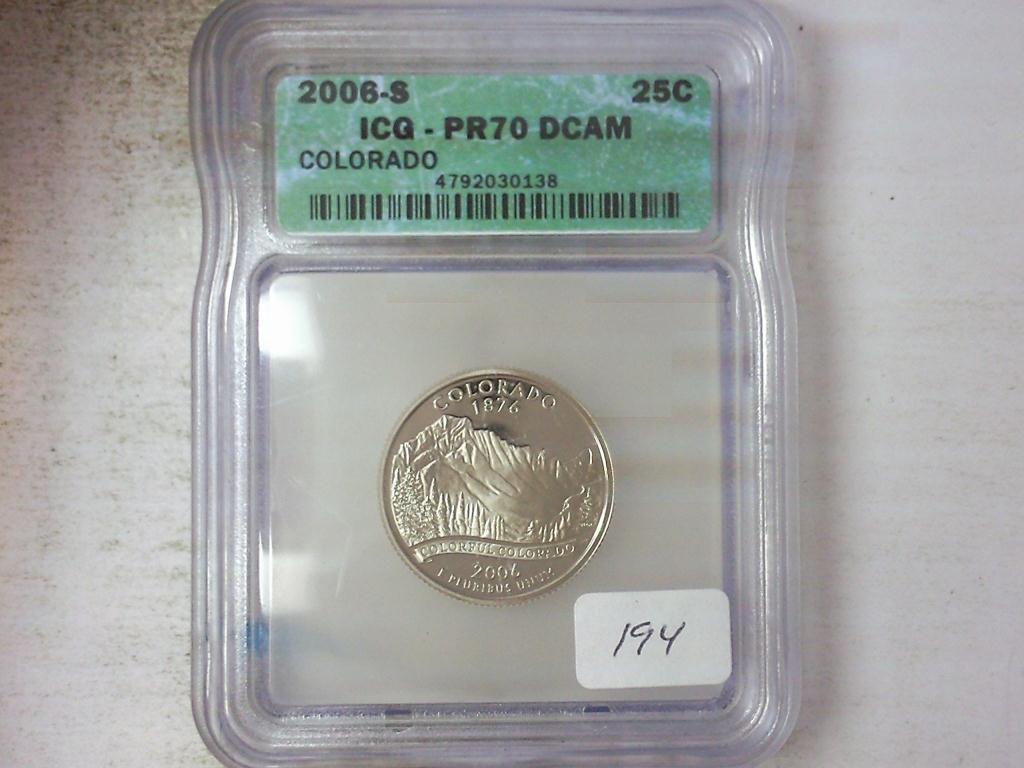 2006-S 25C
ICG - PR70 DCAM
COLORADO
4792030138
COLORADO
1876
COLORFUL COLORADO
2006
E PLURIBUS UNUM
194